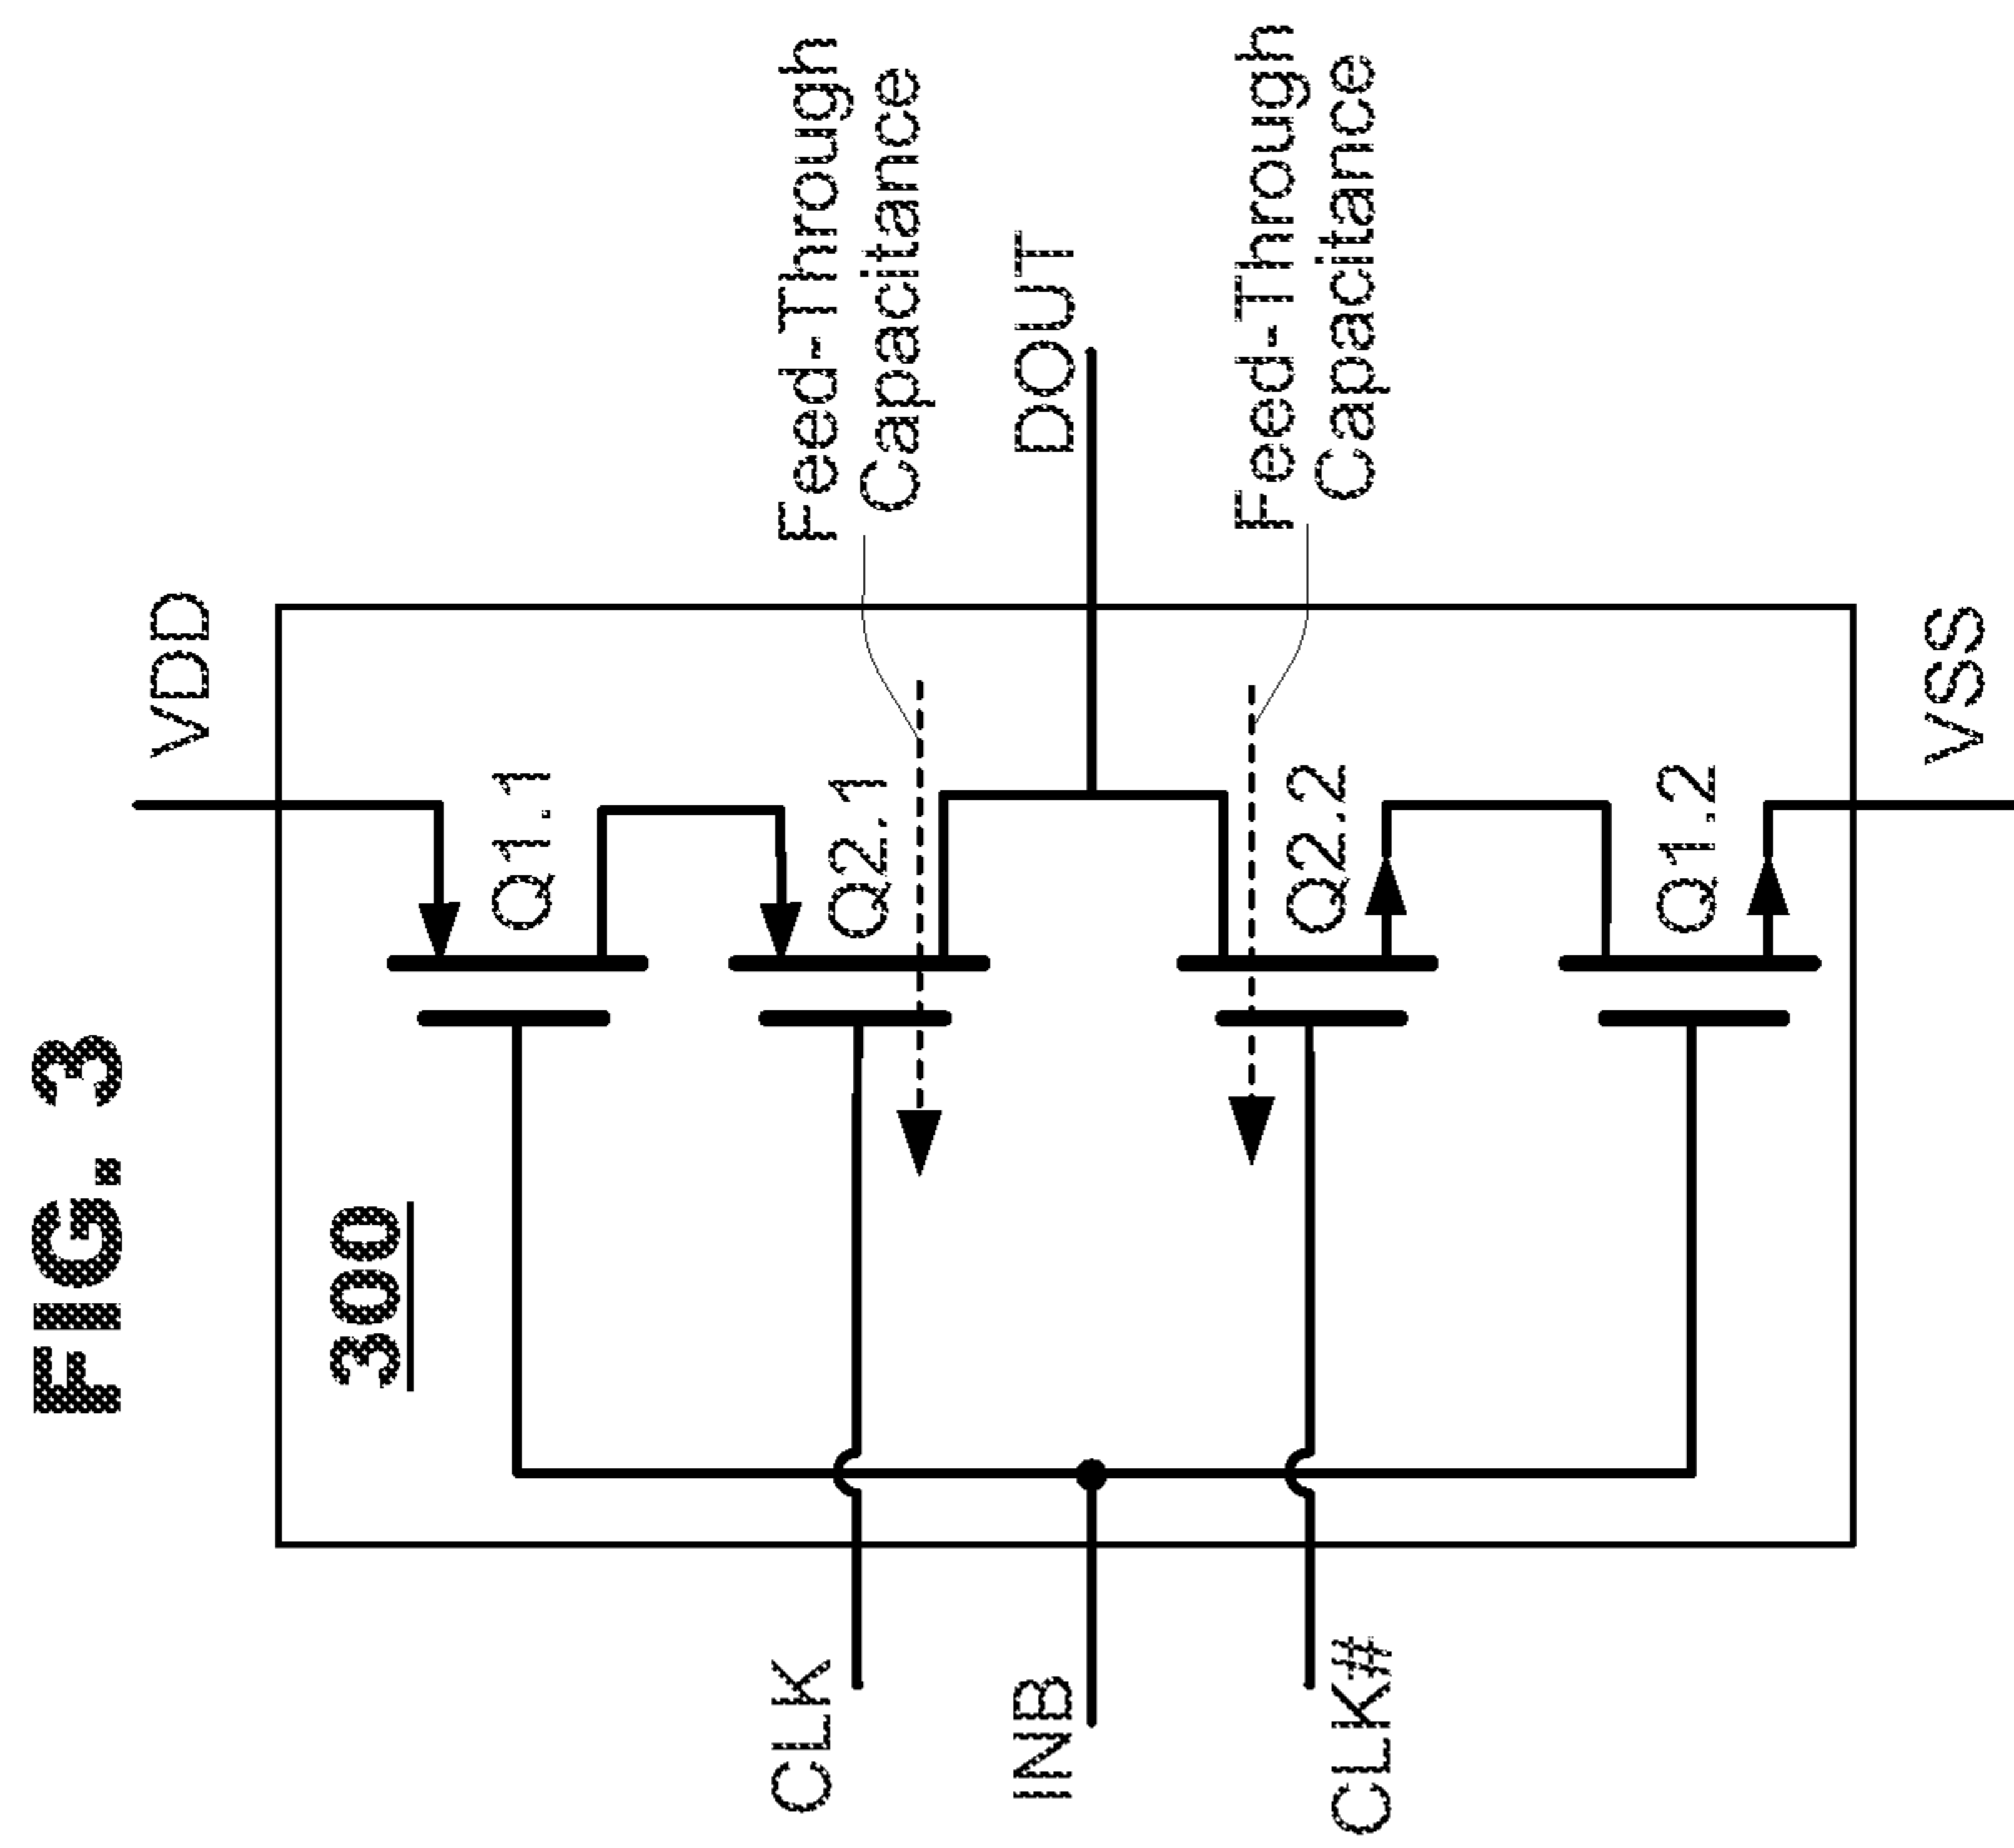 FIG. 3
300
VDD
Q1.1
Q2.1
Feed-Through
Capacitance
CLK
INB
DOUT
CLK#
Feed-Through
Capacitance
Q2.2
Q1.2
VSS